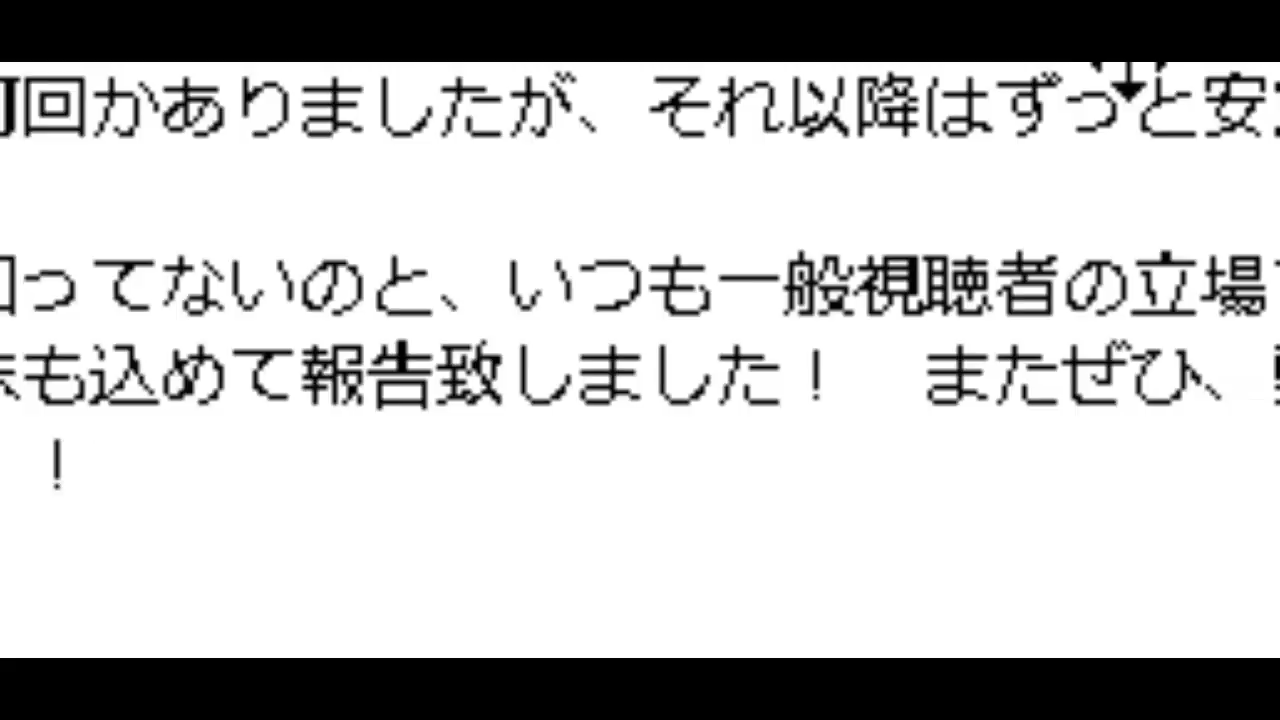 回かありましたが、それ以降はずっと安
ってないのと、いつも一般視聴者の立場
も込めて報告致しました！　またぜひ、
！